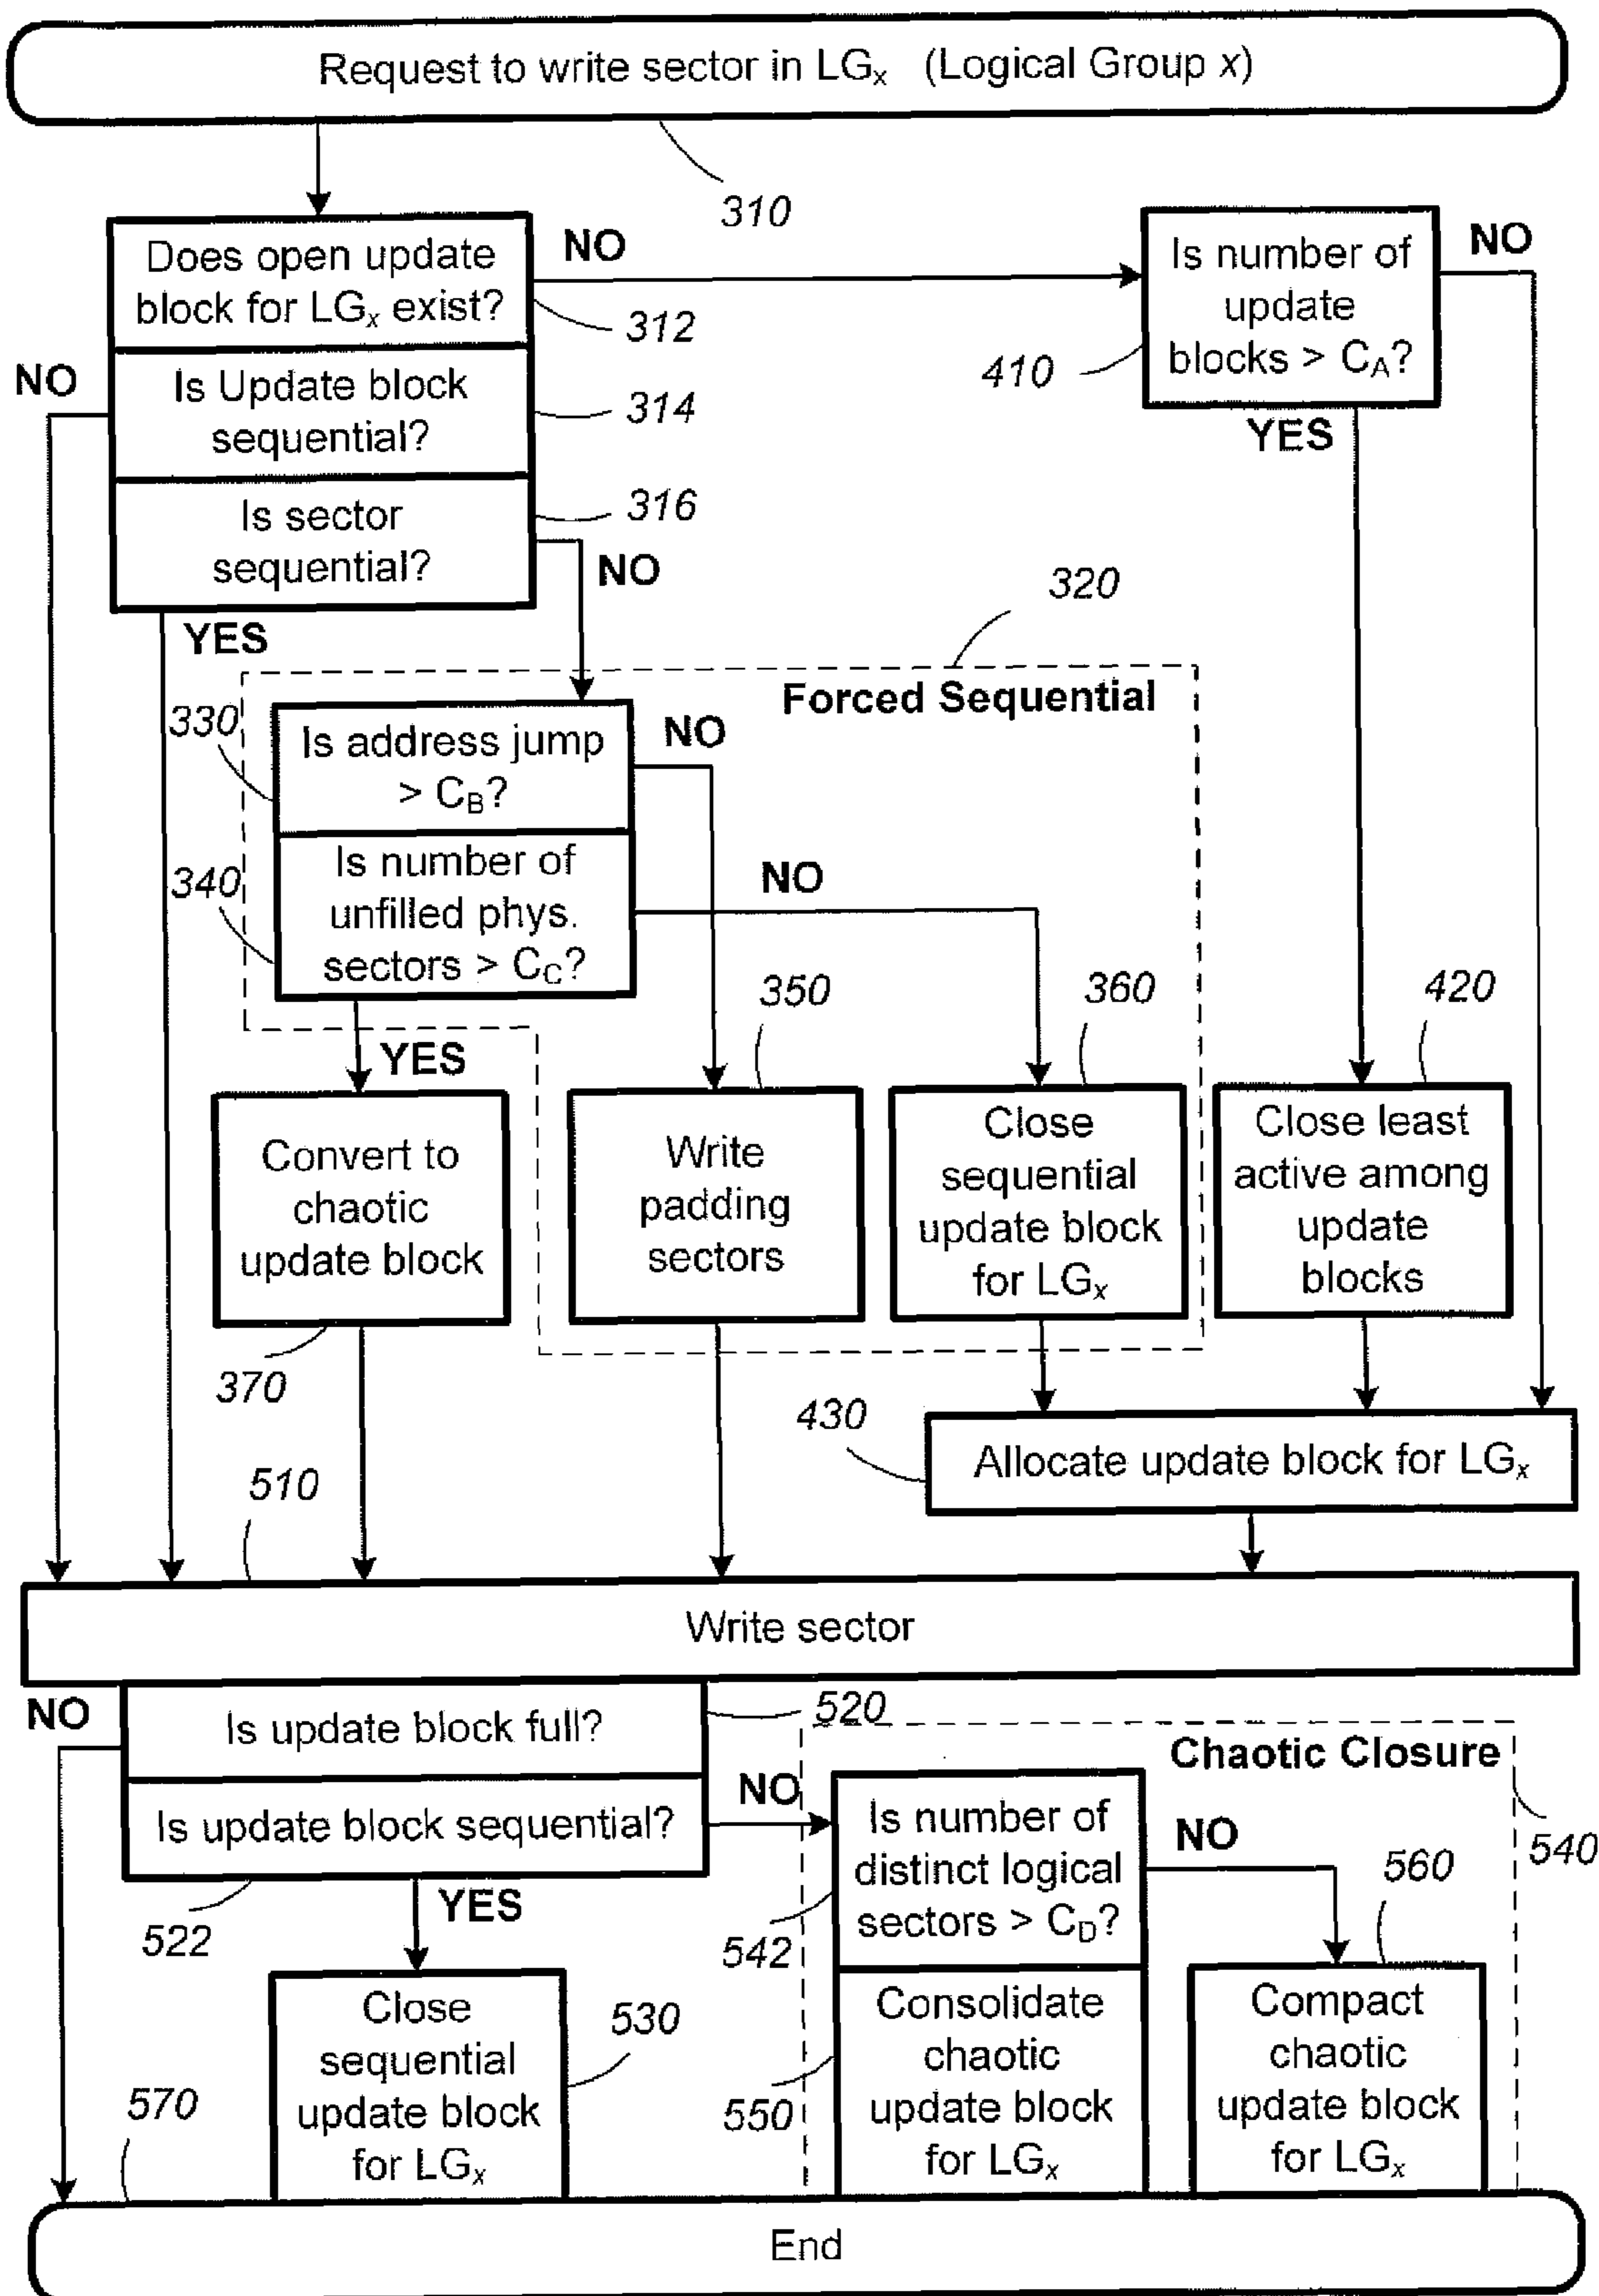 Request to write sector in LGx (Logical Group x)
310
Does open update
block for LGx exist?
NO
312
Is number of
update
blocks > CA?
NO
410
YES
NO
Is Update block
sequential?
314
Is sector
sequential?
316
NO
YES
320
Forced Sequential
330
Is address jump
> CB?
NO
340
Is number of
unfilled phys.
sectors > CC?
NO
YES
350
360
420
Convert to
chaotic
update block
370
Write
padding
sectors
Close
sequential
update block
for LGx
Close least
active among
update
blocks
430
Allocate update block for LGx
510
Write sector
NO
Is update block full?
520
Is update block sequential?
NO
522
YES
Chaotic Closure
540
Is number of
distinct logical
sectors > CD?
NO
542
560
Close
sequential
update block
for LGx
530
Consolidate
chaotic
update block
for LGx
550
Compact
chaotic
update block
for LGx
570
End